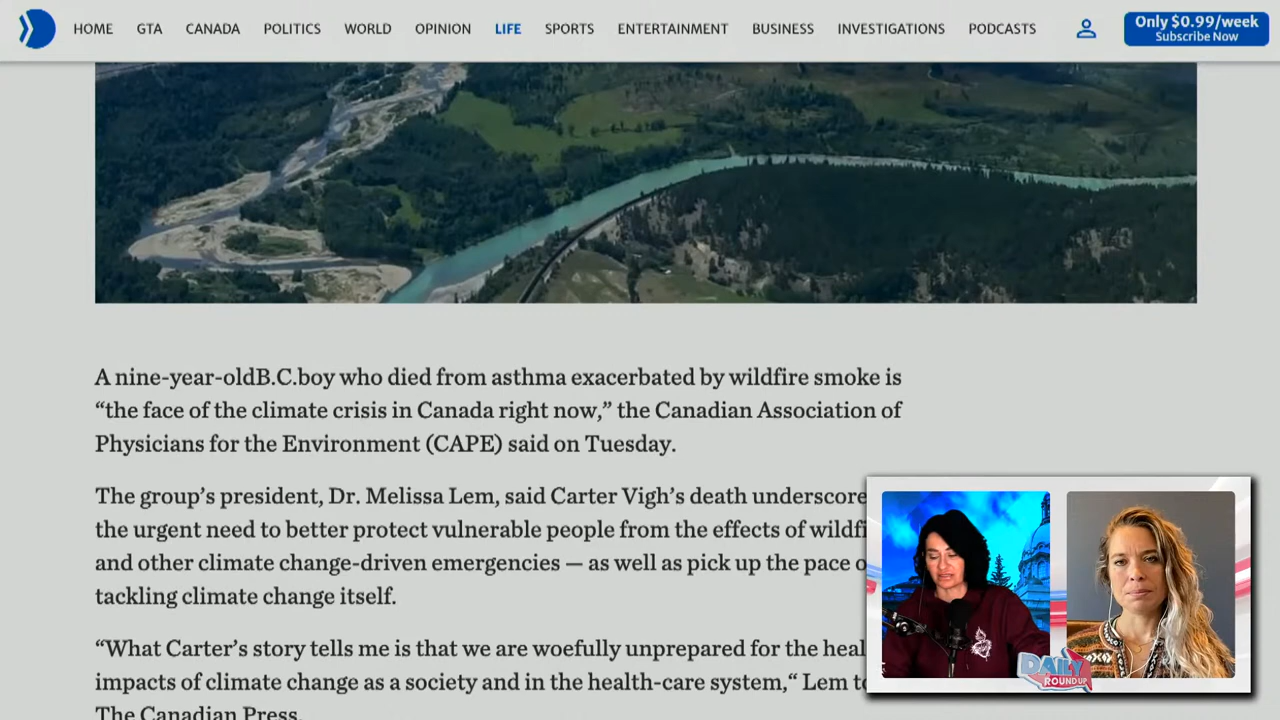 HOME GTA CANADA POLITICS WORLD OPINION LIFE SPORTS ENTERTAINMENT BUSINESS INVESTIGATIONS PODCASTS
Only $0.99/week
Subscribe Now
A nine-year-oldB.C.boy who died from asthma exacerbated by wildfire smoke is
“the face of the climate crisis in Canada right now,” the Canadian Association of
Physicians for the Environment (CAPE) said on Tuesday.
The group’s president, Dr. Melissa Lem, said Carter Vigh’s death underscore
the urgent need to better protect vulnerable people from the effects of
and other climate change-driven emergencies — as well as pick up the pace
tackling climate change itself.
“What Carter’s story tells me is that we are woefully unprepared for the
impacts of climate change in society and in the health-care system,“ Lem
The Canadian Press.
DAILY
ROUNDUP